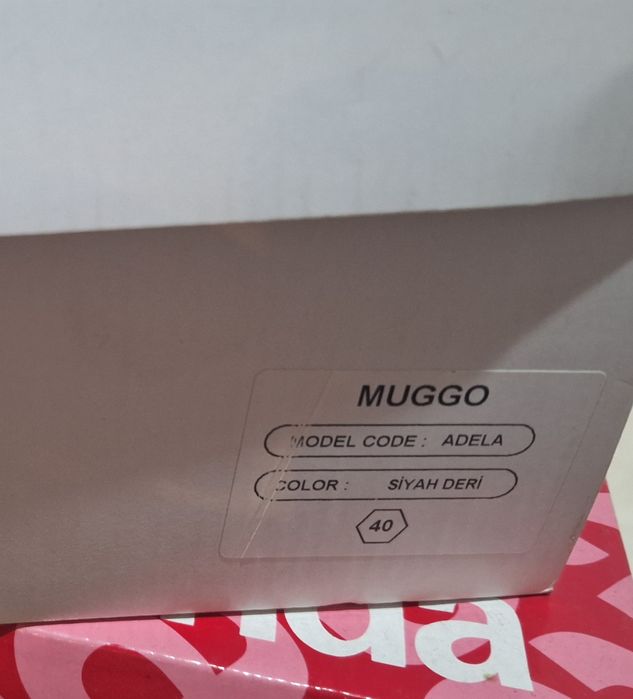 MUGGO
MODEL CODE : ADELA
COLOR : SİYAH DERİ
40